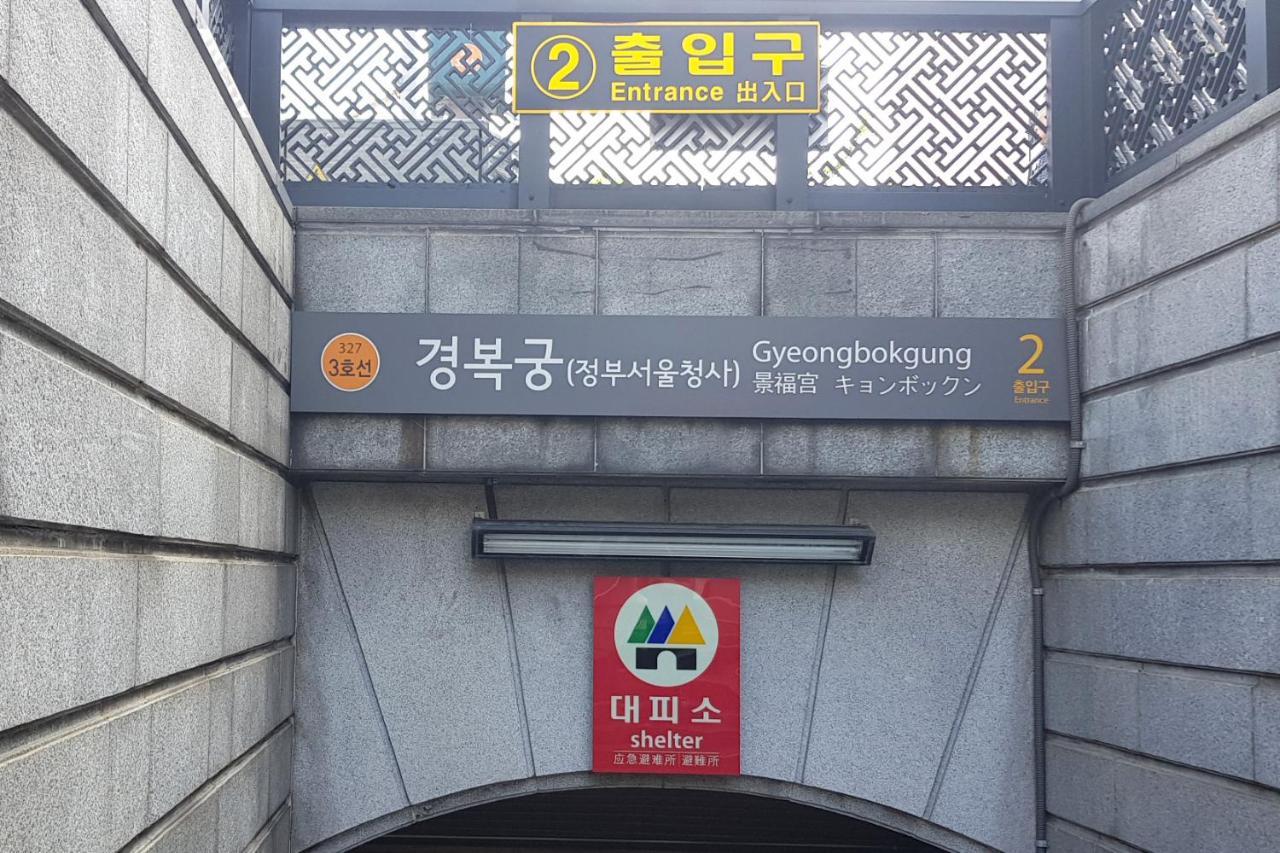 2 출입구
Entrance 出入口
327
3호선
경복궁(정부서울청사)
Gyeongbokgung
景福宫 キョンボックン
2
출입구
Entrance
대피소
shelter
应急避难所 | 避難所